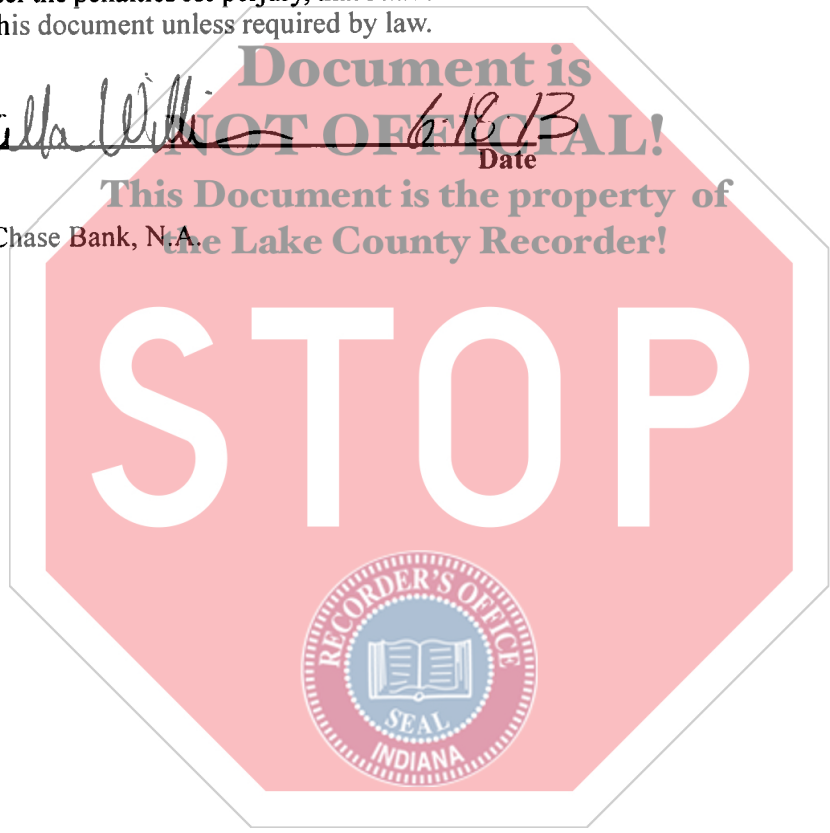 this document unless required by law.
Document is
Willi 6-18-13
NOT OFFICIAL!
Date
This Document is the property of
Chase Bank, N.A.
the Lake County Recorder!
STOP
RECORDER'S OFFICE
SEAL
INDIANA